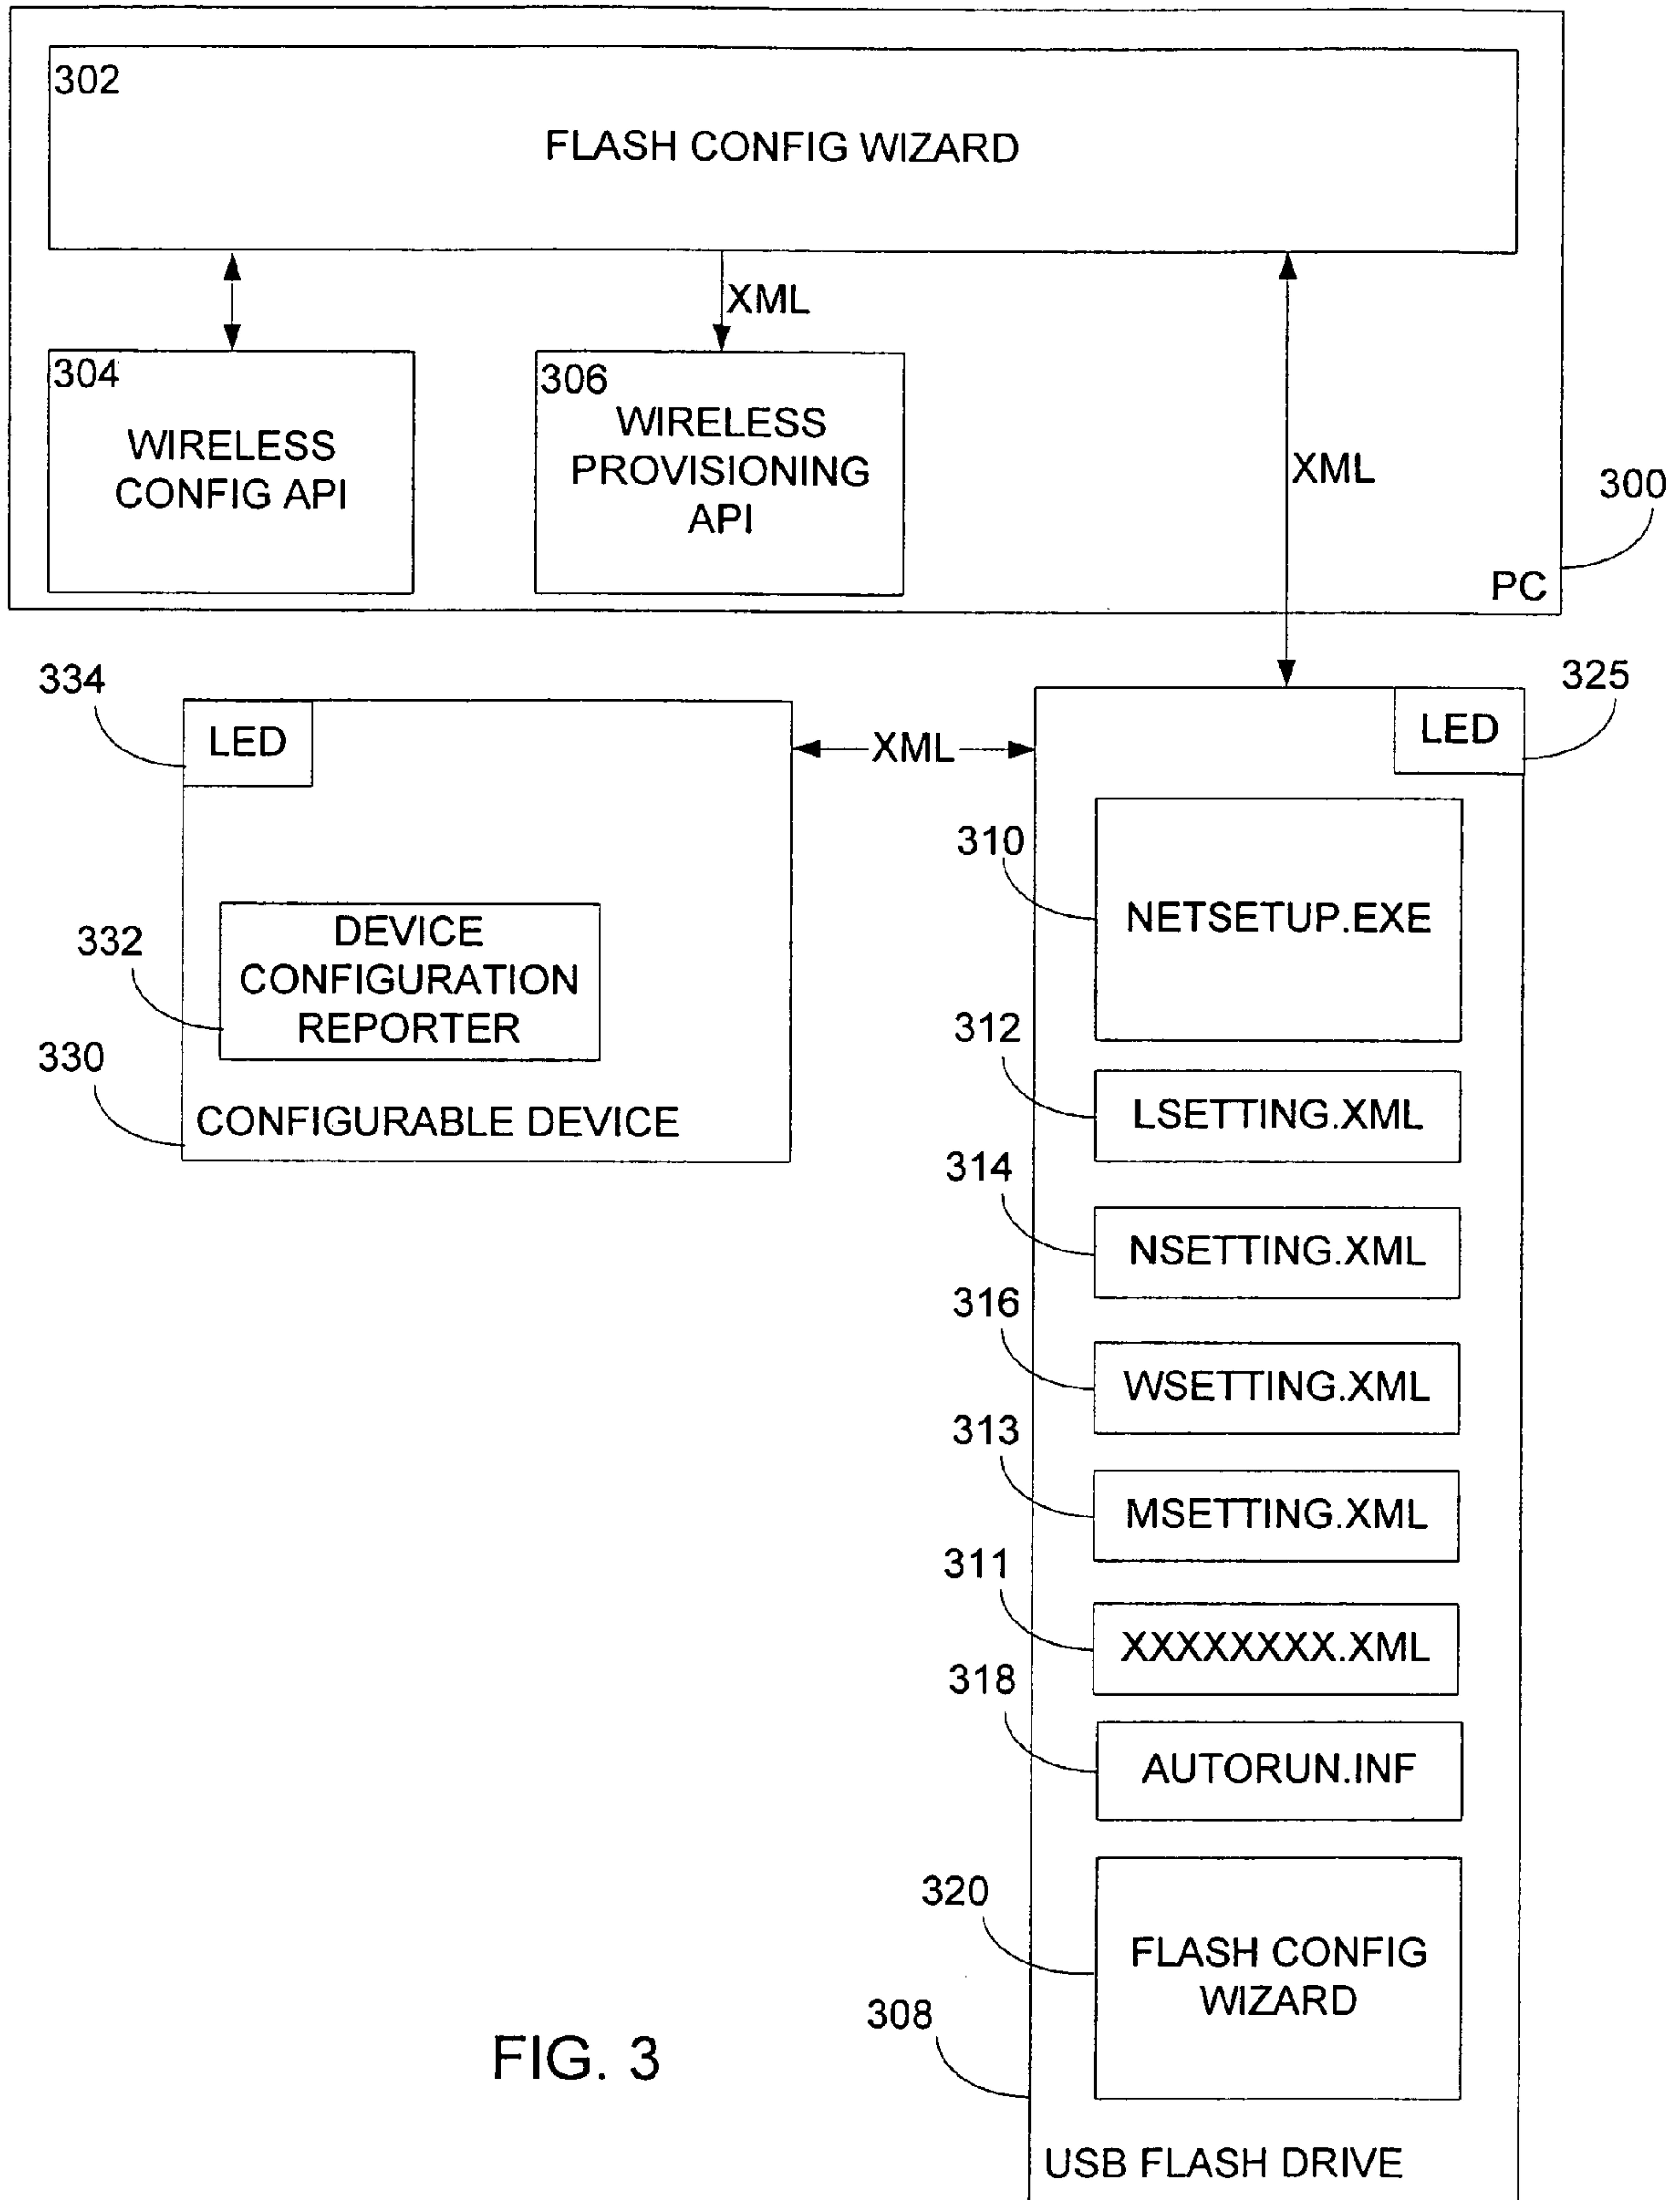 302
FLASH CONFIG WIZARD
XML
304
WIRELESS
CONFIG API
306
WIRELESS
PROVISIONING
API
XML
300
PC
334
LED
XML
325
LED
332
DEVICE
CONFIGURATION
REPORTER
330
CONFIGURABLE DEVICE
310
NETSETUP.EXE
312
LSETTING.XML
314
NSETTING.XML
316
WSETTING.XML
313
MSETTING.XML
311
XXXXXXXX.XML
318
AUTORUN.INF
320
FLASH CONFIG
WIZARD
308
USB FLASH DRIVE
FIG. 3